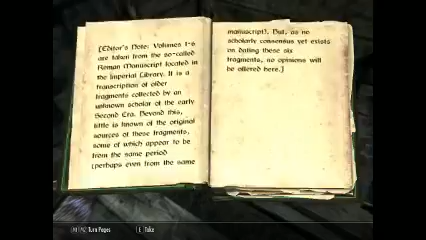 [Editor's Note: Volumes 1-6
are taken from the so-called
Roman Manuscript located in
the Imperial Library. It is a
transcription of older
fragments collected by an
unknown scholar of the early
Second Era. Beyond this,
little is known of the original
sources of these fragments,
some of which appear to be
from the same period
(perhaps even from the same
manuscript). But, as no
scholarly consensus yet exists
on dating these six
fragments, no opinions will
be offered here.]
Turn Pages
E) Take